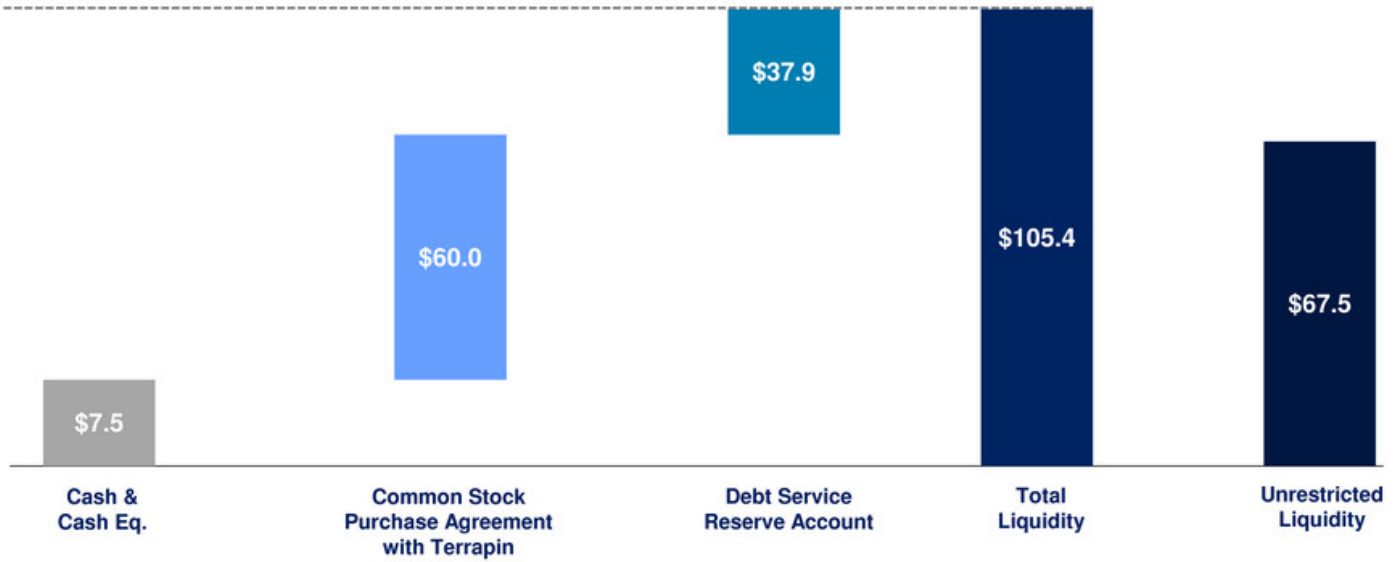 $37.9
$60.0
$105.4
$67.5
$7.5
Cash &
Cash Eq.
Common Stock
Purchase Agreement
with Terrapin
Debt Service
Reserve Account
Total
Liquidity
Unrestricted
Liquidity